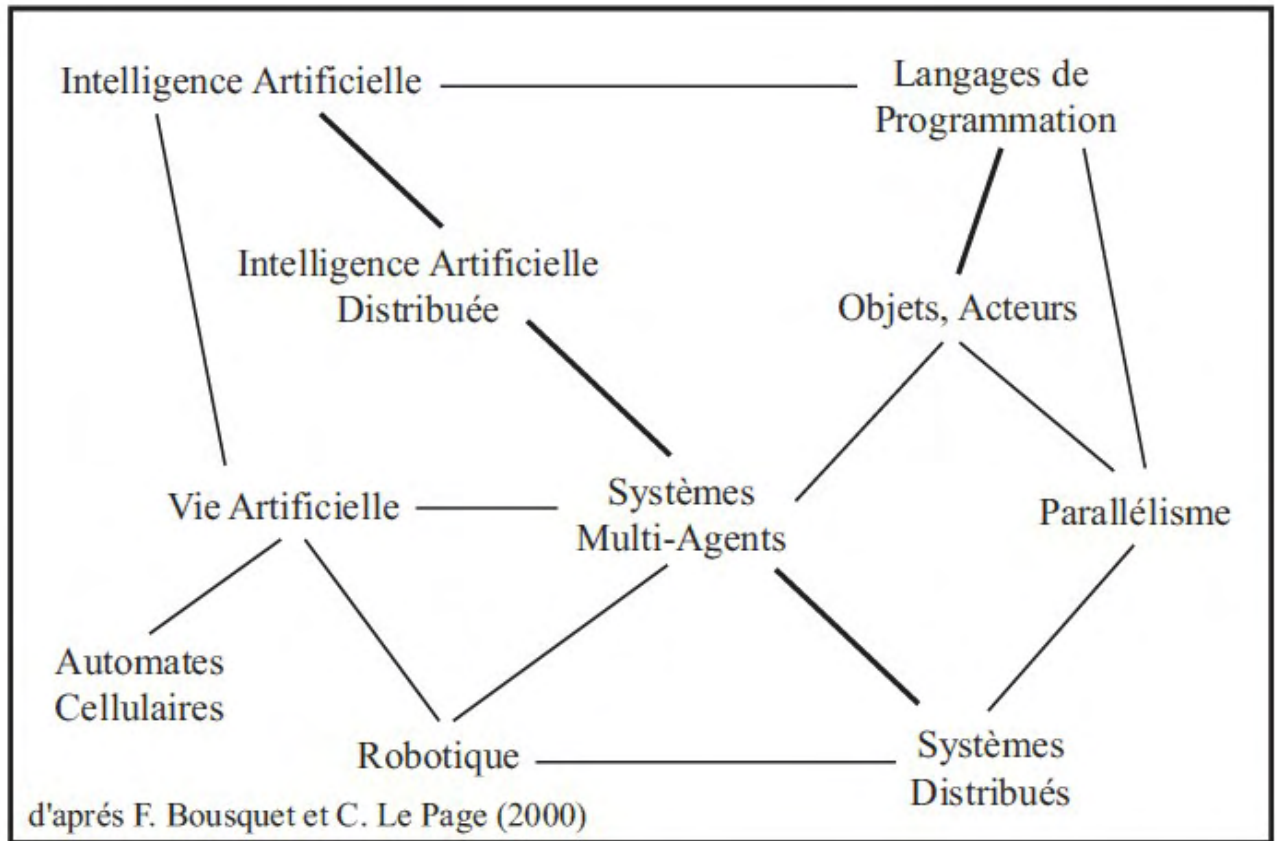 Intelligence Artificielle
Langages de
Programmation
Intelligence Artificielle
Distribuée
Objets, Acteurs
Vie Artificielle
Systèmes
Multi-Agents
Parallélisme
Automates
Cellulaires
Robotique
Systèmes
Distribués
d'aprés F. Bousquet et C. Le Page (2000)